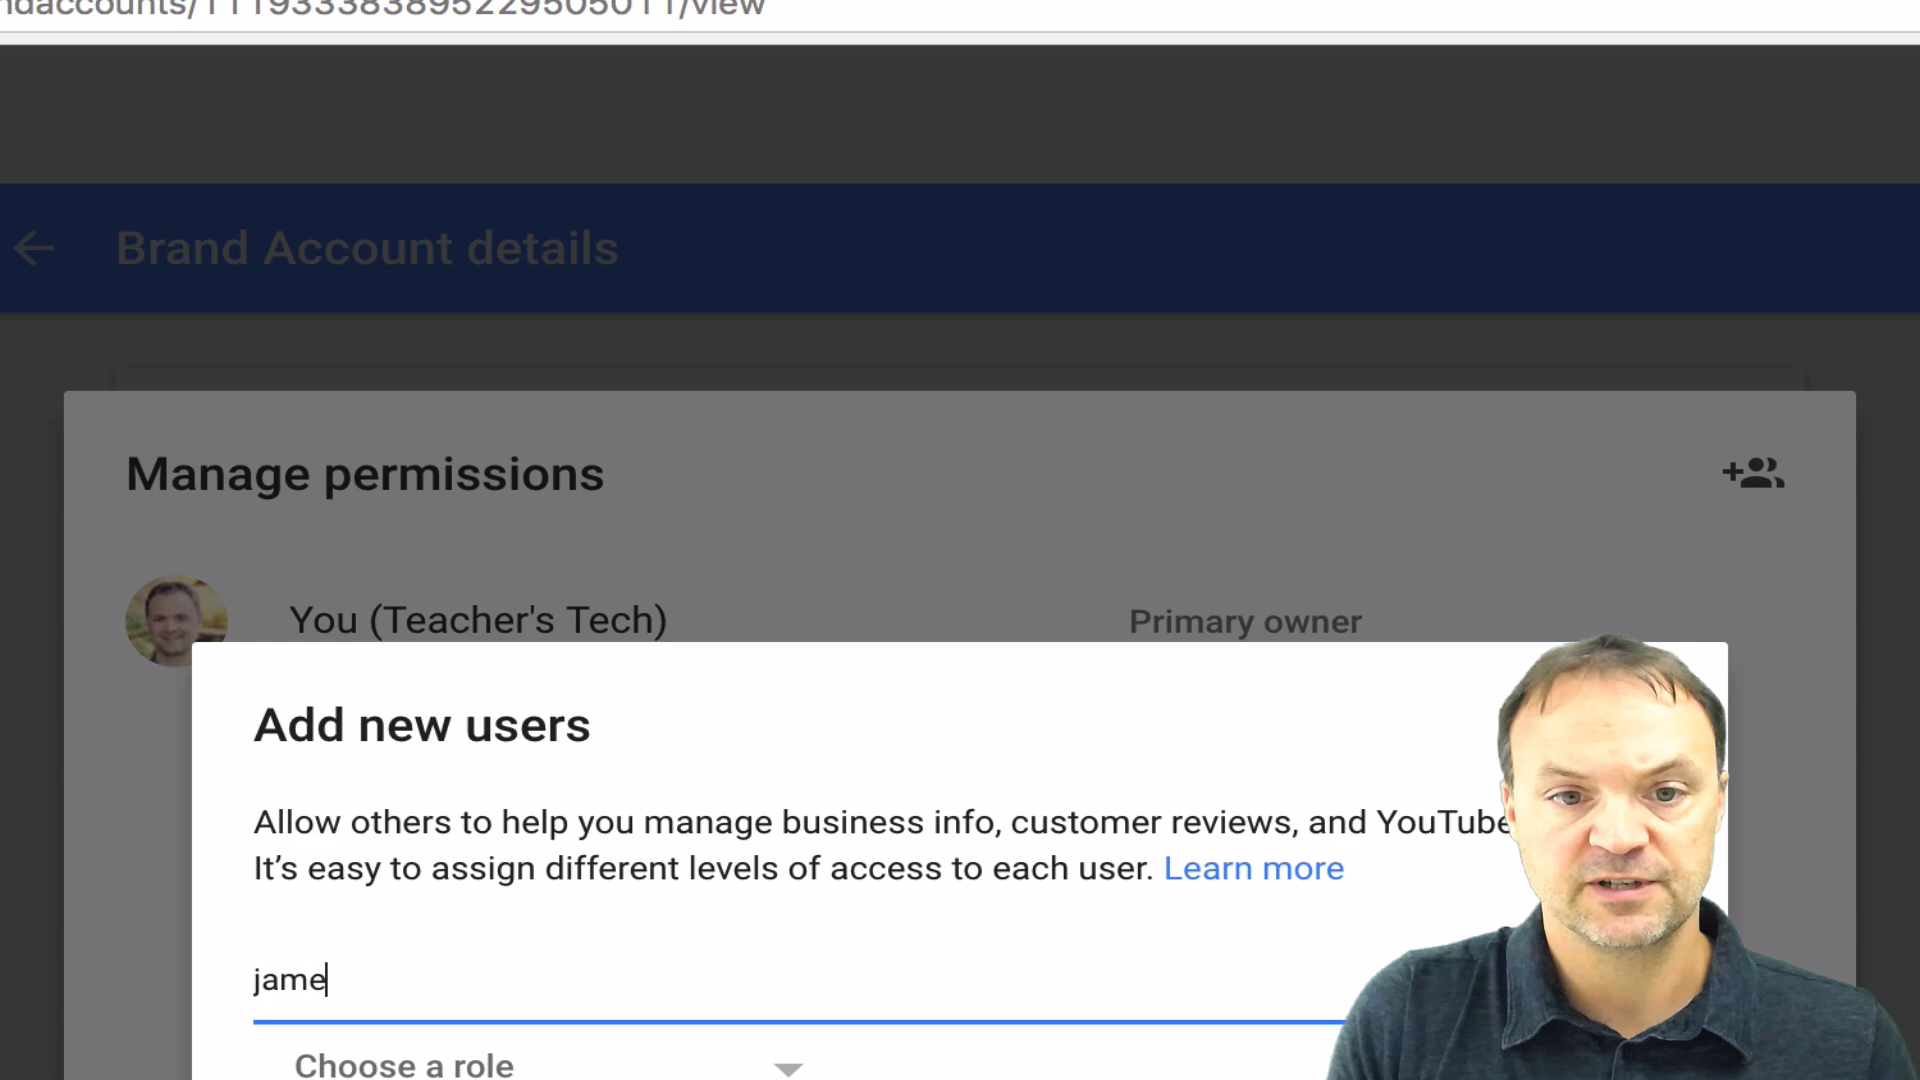 Brand Account details
Manage permissions
You (Teacher's Tech)
Primary owner
Add new users
Allow others to help you manage business info, customer reviews, and YouTube
It’s easy to assign different levels of access to each user. Learn more
jame
Choose a role